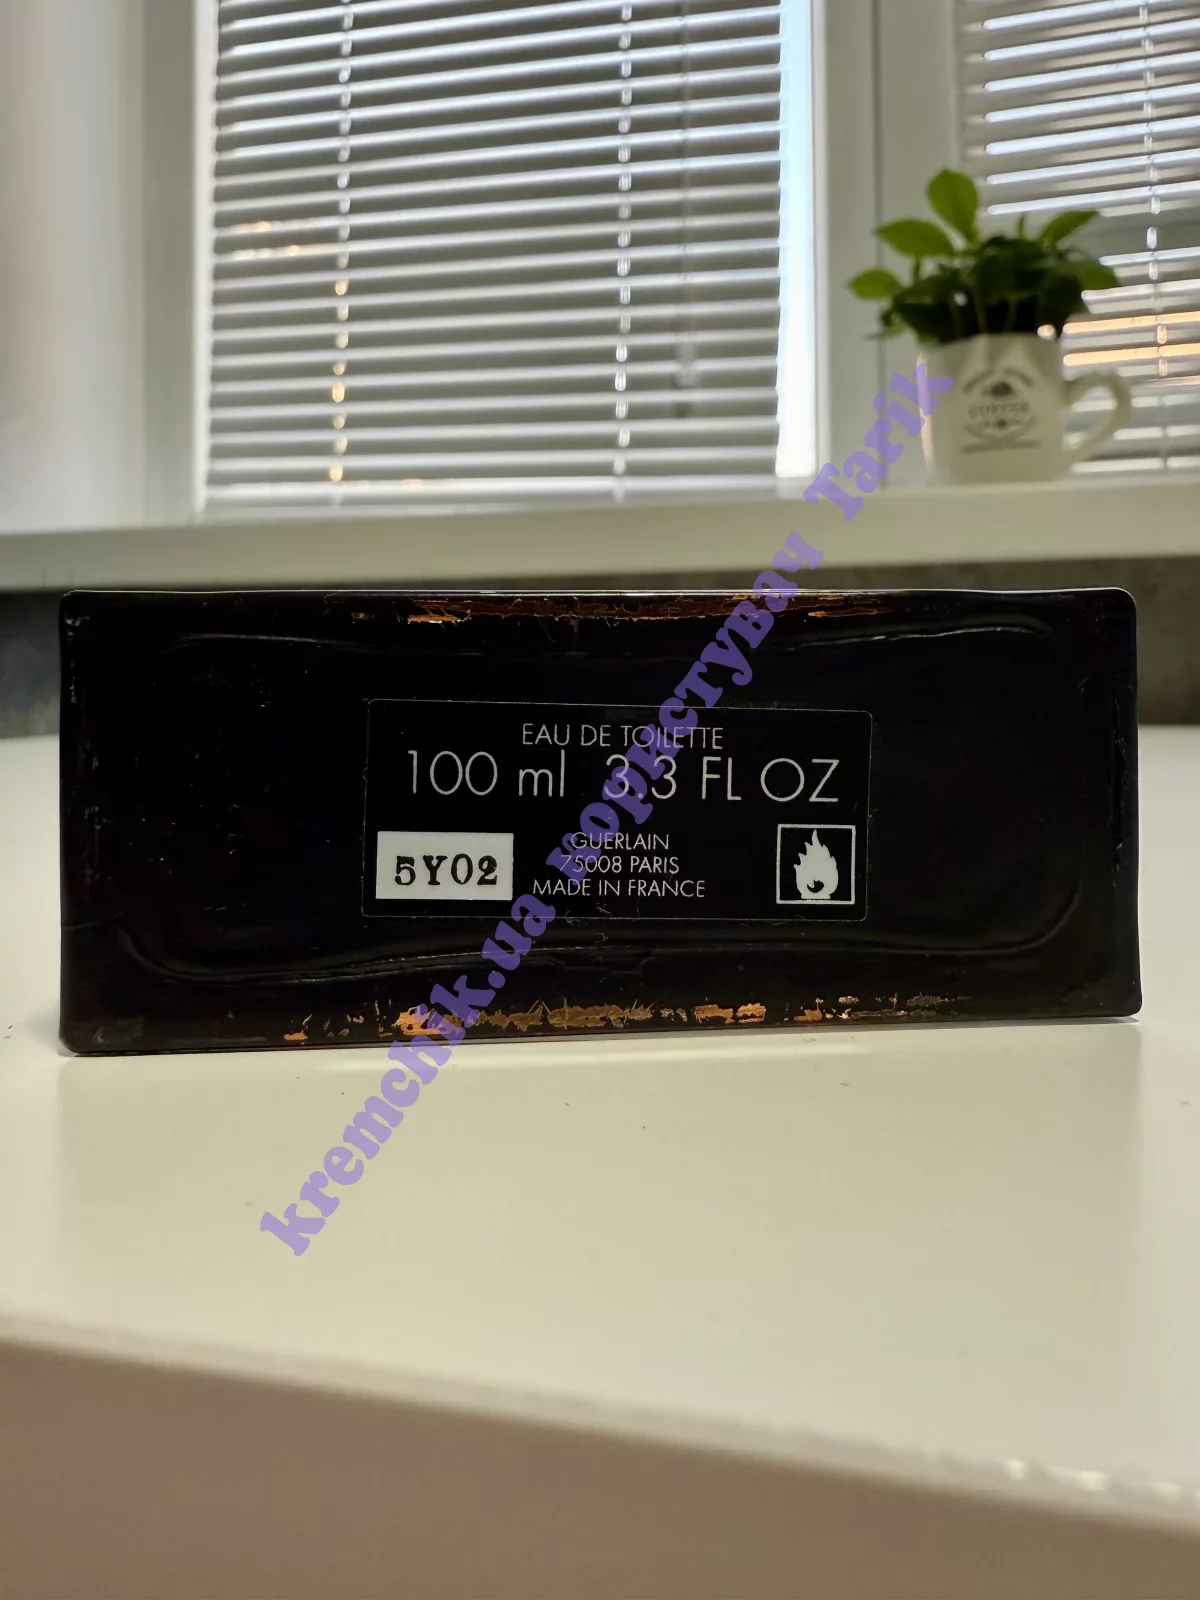 EAU DE TOILETTE
100 ml 3.3 FL OZ
5Y02
GUERLAIN
75008 PARIS
MADE IN FRANCE
kremchik.ua користувач Tarik